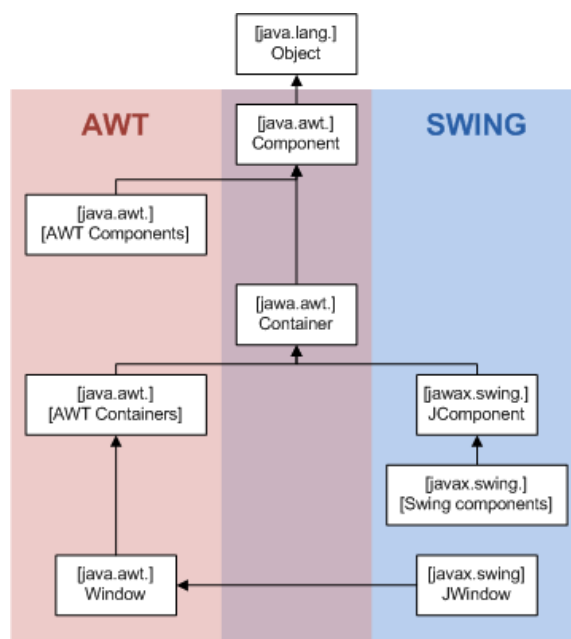 [java.lang.]
Object
AWT
[java.awt.]
Component
SWING
[java.awt.]
[AWT Components]
[jawa.awt.]
Container
[java.awt.]
[AWT Containers]
[jawax.swing.]
JComponent
[javax.swing.]
[Swing components]
[java.awt.]
Window
[javax.swing]
JWindow